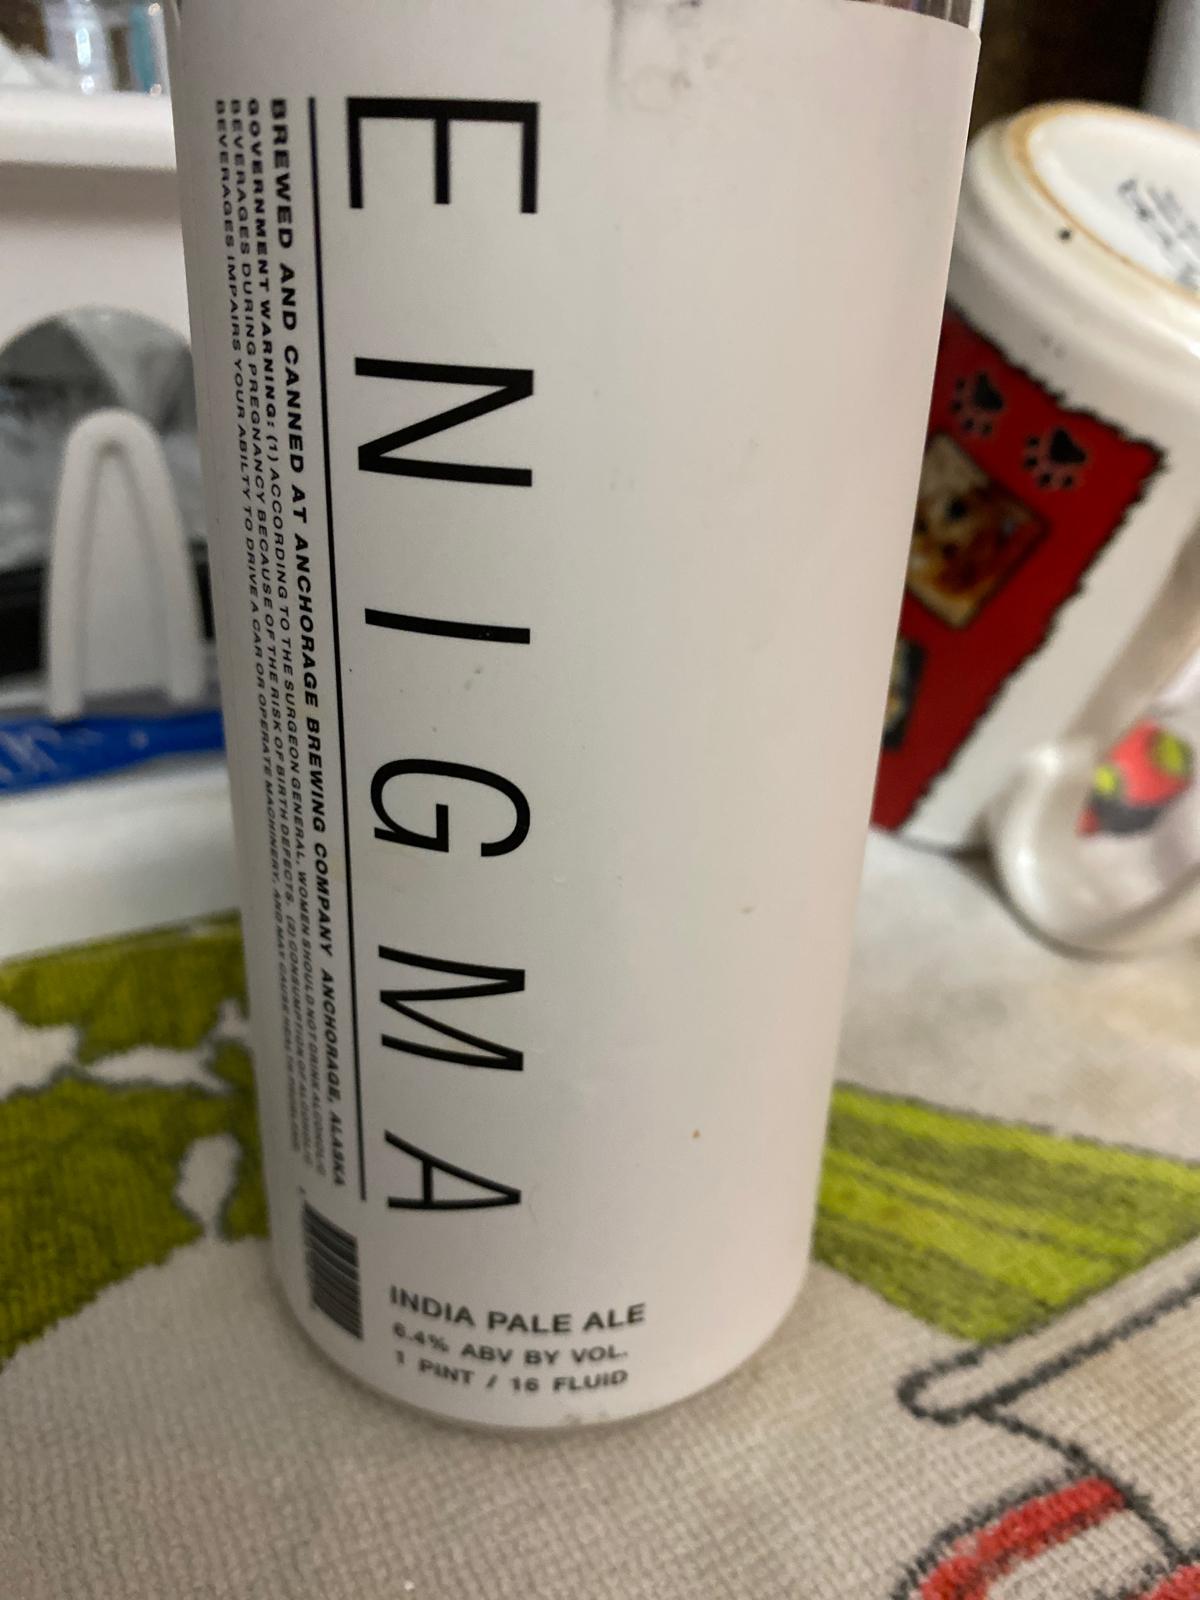 ENIGMA
BREWED AND CANNED AT ANCHORAGE BREWING COMPANY ANCHORAGE, ALASKA
GOVERNMENT WARNING: (1) ACCORDING TO THE SURGEON GENERAL, WOMEN SHOULD NOT DRINK ALCOHOLIC
BEVERAGES DURING PREGNANCY BECAUSE OF THE RISK OF BIRTH DEFECTS. (2) CONSUMPTION OF ALCOHOLIC
BEVERAGES IMPAIRS YOUR ABILTY TO DRIVE A CAR OR OPERATE MACHINERY, AND MAY CAUSE HEALTH PROBLEMS.
INDIA PALE ALE
6.4% ABV BY VOL.
1 PINT / 16 FLUID